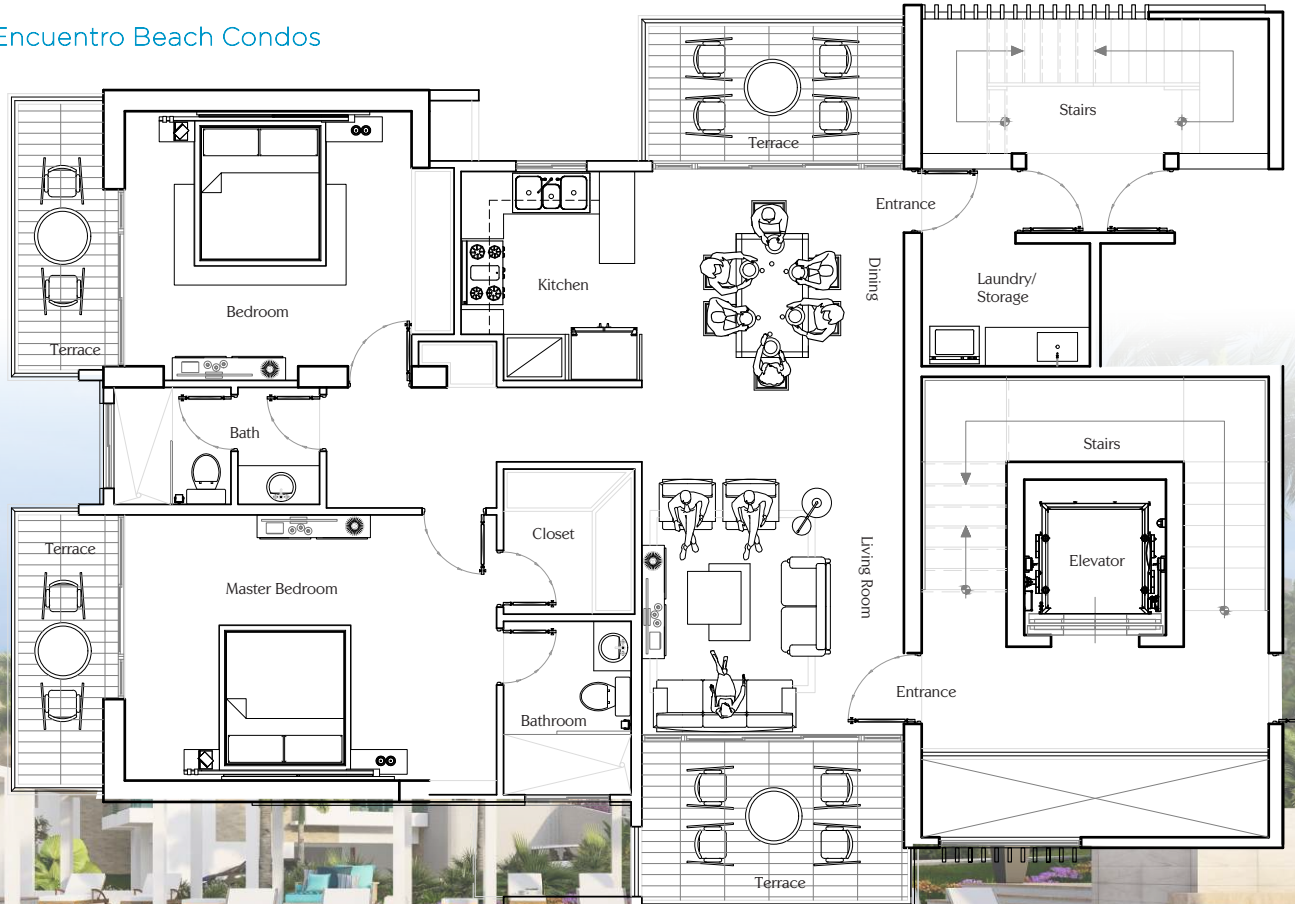 Encuentro Beach Condos
Terrace
Stairs
Entrance
Bedroom
Kitchen
Dining
Laundry/
Storage
Terrace
Bath
Stairs
Terrace
Closet
Living Room
Elevator
Master Bedroom
Entrance
Bathroom
Terrace